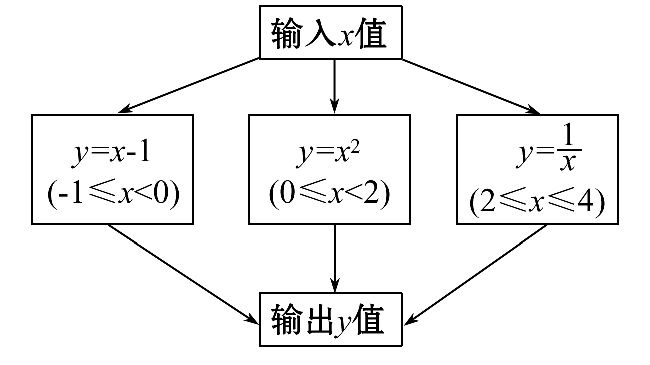 输入x值
y=x-1
(-1≤x<0)
y=x²
(0≤x<2)
y=1/x
(2≤x≤4)
输出y值